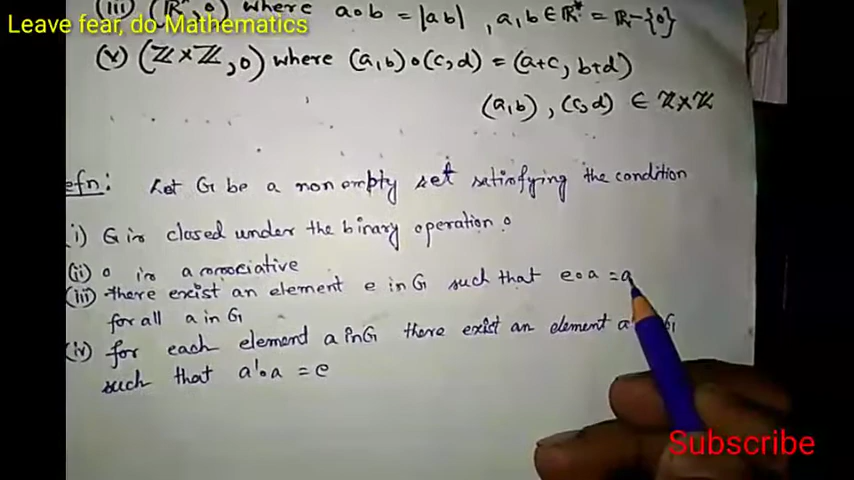 (iii) (ℝ*, o) where a∘b = |ab| , a,b ∈ ℝ* = ℝ-{0}
Leave fear, do Mathematics
(v) (ℤ×ℤ, o) where (a,b)∘(c,d) = (a+c, b+d)
(a,b), (c,d) ∈ ℤ×ℤ
efn: Let G be a nonempty set satisfying the condition
i) G is closed under the binary operation o
(ii) o is associative
(iii) there exist an element e in G such that e∘a = a
for all a in G
(iv) for each element a in G there exist an element a' G
such that a'∘a = e
Subscribe